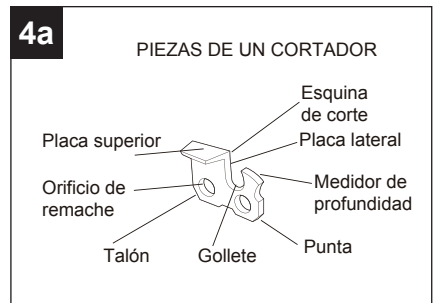 4a
PIEZAS DE UN CORTADOR
Esquina
de corte
Placa superior
Placa lateral
Orificio de
remache
Medidor de
profundidad
Talón
Gollete
Punta